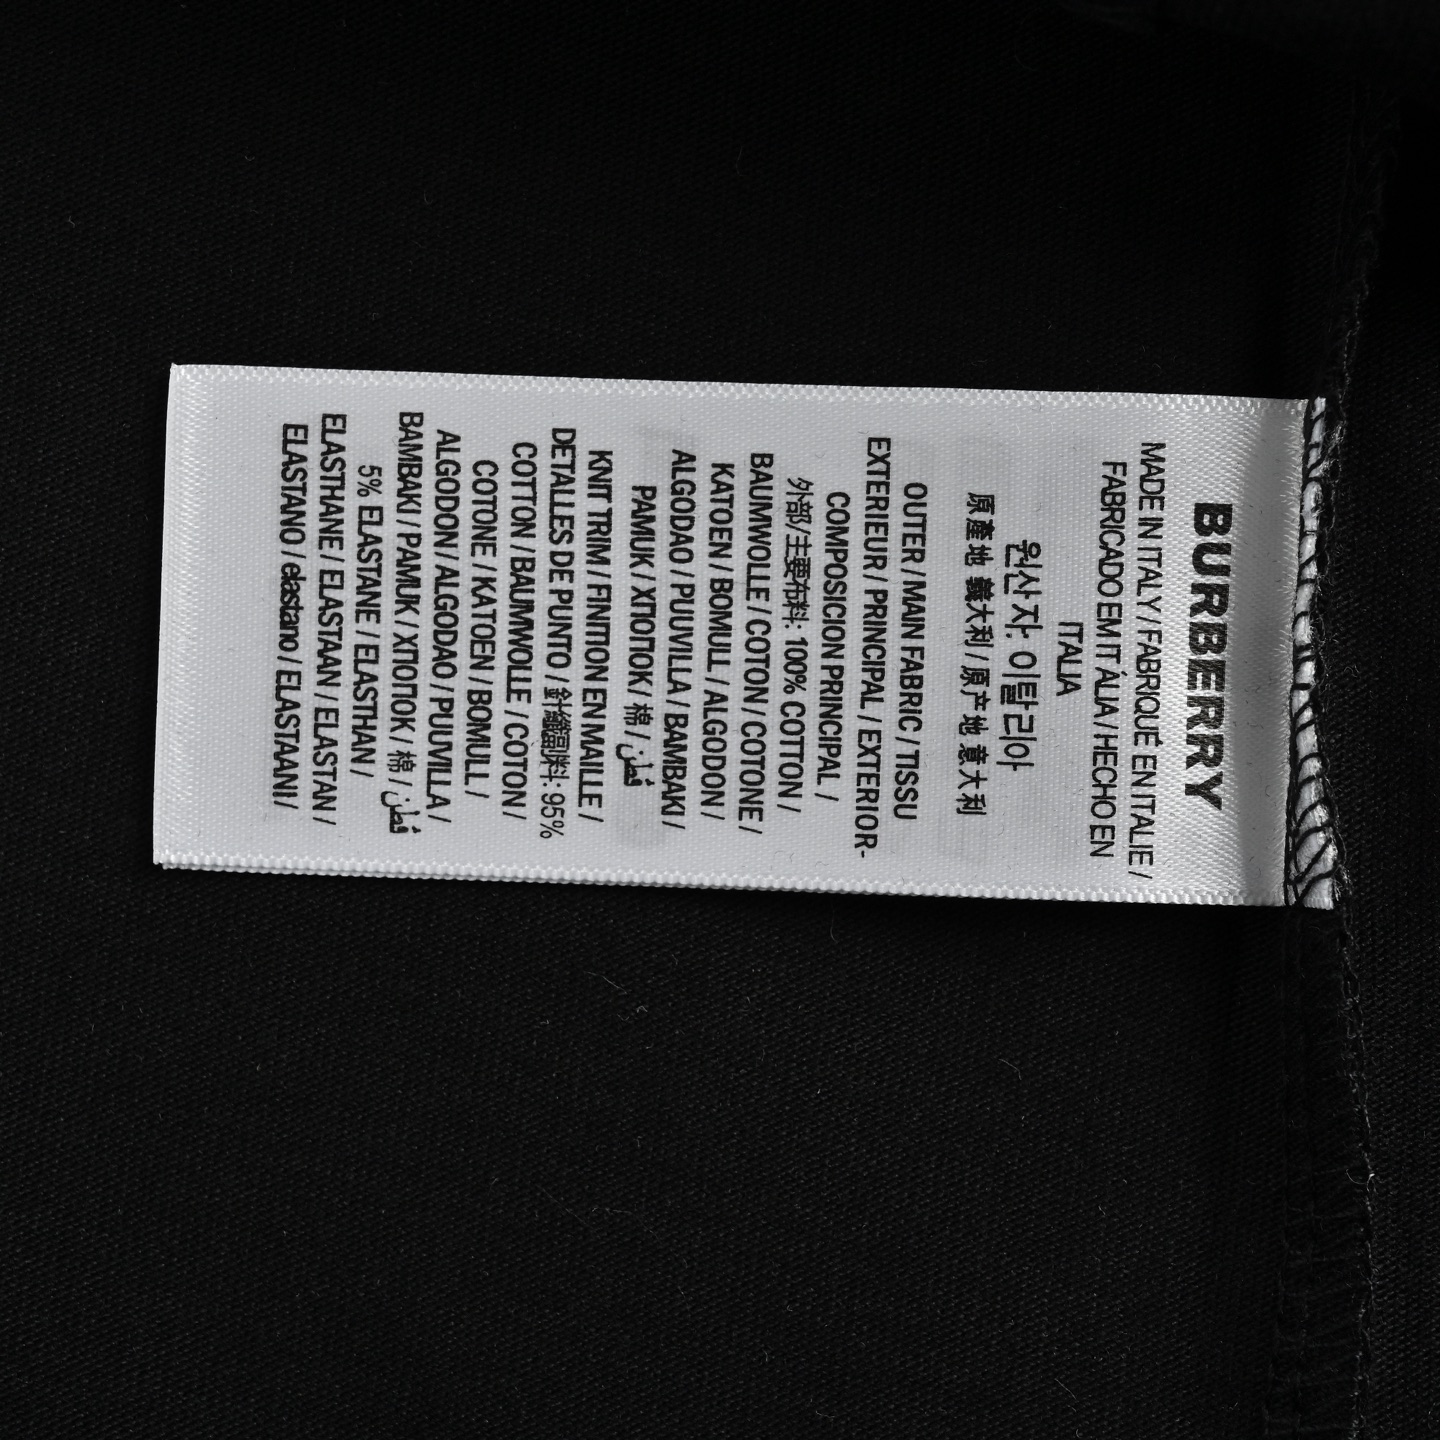 BURBERRY
MADE IN ITALY / FABRIQUÉ EN ITALIE /
FABRICADO EM ITÁLIA / HECHO EN
ITALIA
원산지: 이탈리아
原產地 義大利 / 原产地 意大利
OUTER / MAIN FABRIC / TISSU
EXTERIEUR / PRINCIPAL / EXTERIOR-
COMPOSICION PRINCIPAL /
外部/主要布料: 100% COTTON /
BAUMWOLLE / COTON / COTONE /
KATOEN / BOMULL / ALGODON /
ALGODAO / PUUVILLA / BAMBAKI /
PAMUK / ХЛОПОК / 棉 / قطن
KNIT TRIM / FINITION EN MAILLE /
DETALLES DE PUNTO / 針織副料: 95%
COTTON / BAUMWOLLE / COTON /
COTONE / KATOEN / BOMULL /
ALGODON / ALGODAO / PUUVILLA /
BAMBAKI / PAMUK / ХЛОПОК / 棉 / قطن
5% ELASTANE / ELASTHAN /
ELASTHANE / ELASTAAN / ELASTAN /
ELASTANO / elastano / ELASTAANI /